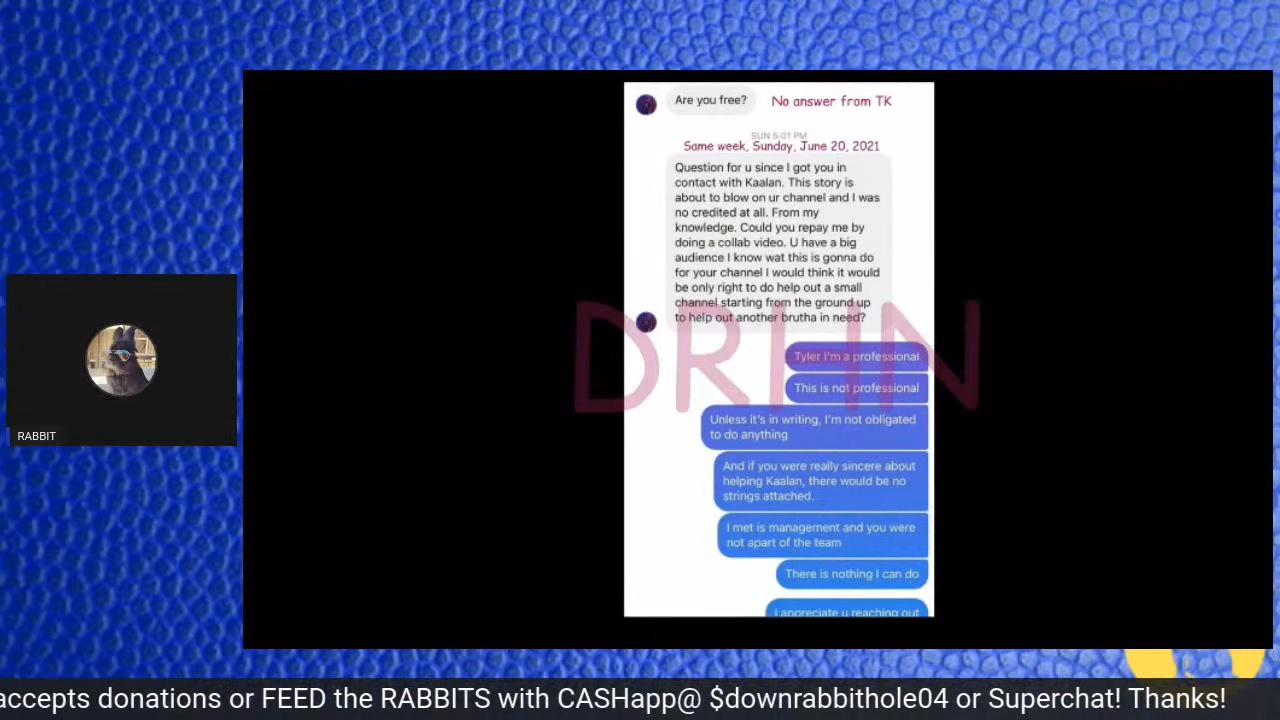 Are you free?
No answer from TK
SUN 5:01 PM
Same week, Sunday, June 20, 2021
Question for u since I got you in
contact with Kaalan. This story is
about to blow on ur channel and I was
no credited at all. From my
knowledge. Could you repay me by
doing a collab video. U have a big
audience I know wat this is gonna do
for your channel I would think it would
be only right to do help out a small
channel starting from the ground up
to help out another brutha in need?
DRHN
Tyler I'm a professional
This is not professional
Unless it's in writing, I'm not obligated
to do anything
And if you were really sincere about
helping Kaalan, there would be no
strings attached.
I met is management and you were
not apart of the team
There is nothing I can do
I appreciate u reaching out
RABBIT
accepts donations or FEED the RABBITS with CASHapp@ $downrabbithole04 or Superchat! Thanks!